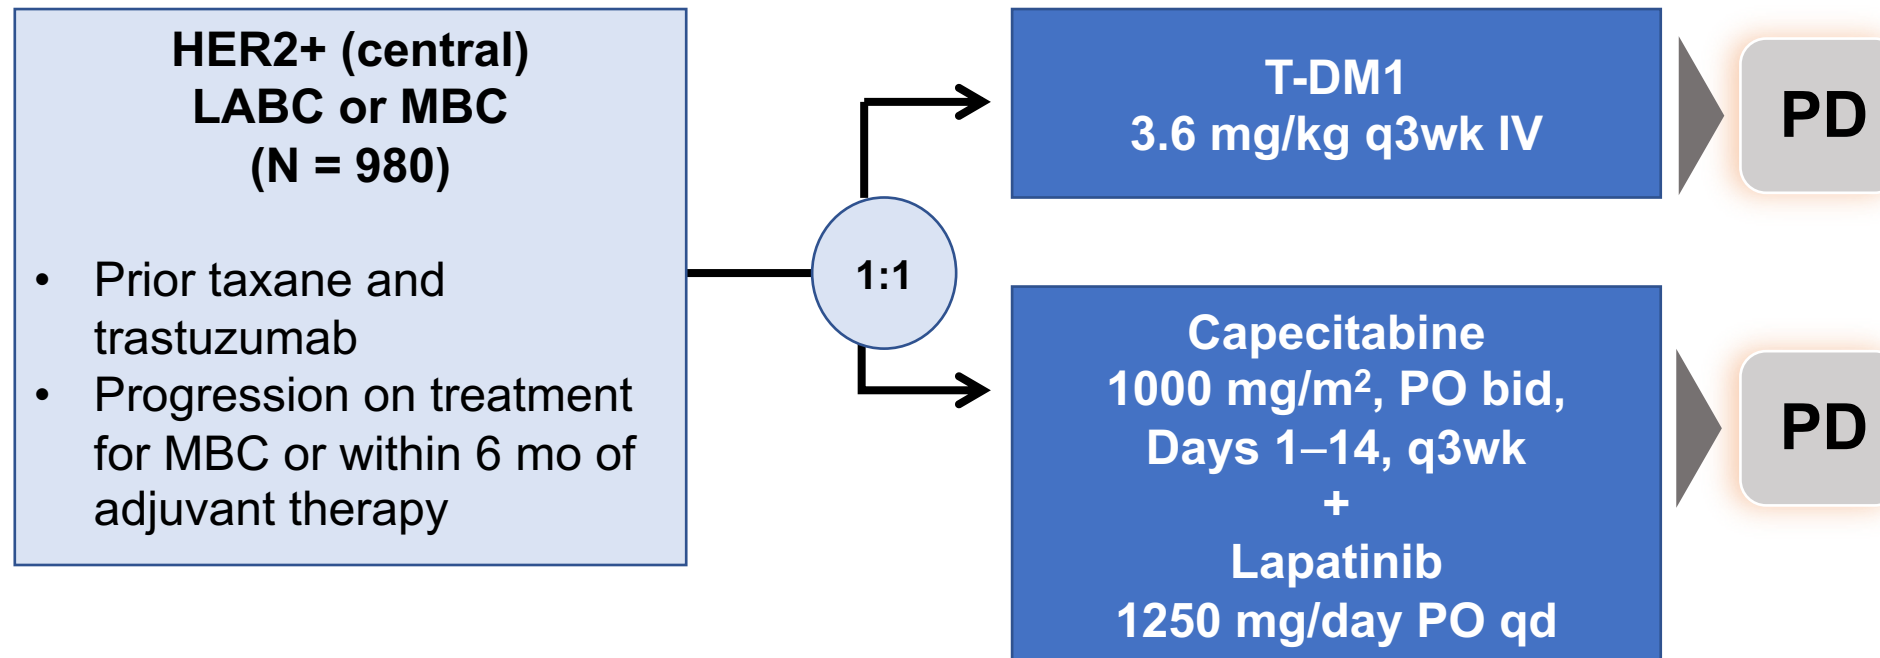 HER2+ (central)
LABC or MBC
(N = 980)
• Prior taxane and
trastuzumab
• Progression on treatment
for MBC or within 6 mo of
adjuvant therapy
1:1
T-DM1
3.6 mg/kg q3wk IV
PD
Capecitabine
1000 mg/m², PO bid,
Days 1–14, q3wk
+
Lapatinib
1250 mg/day PO qd
PD